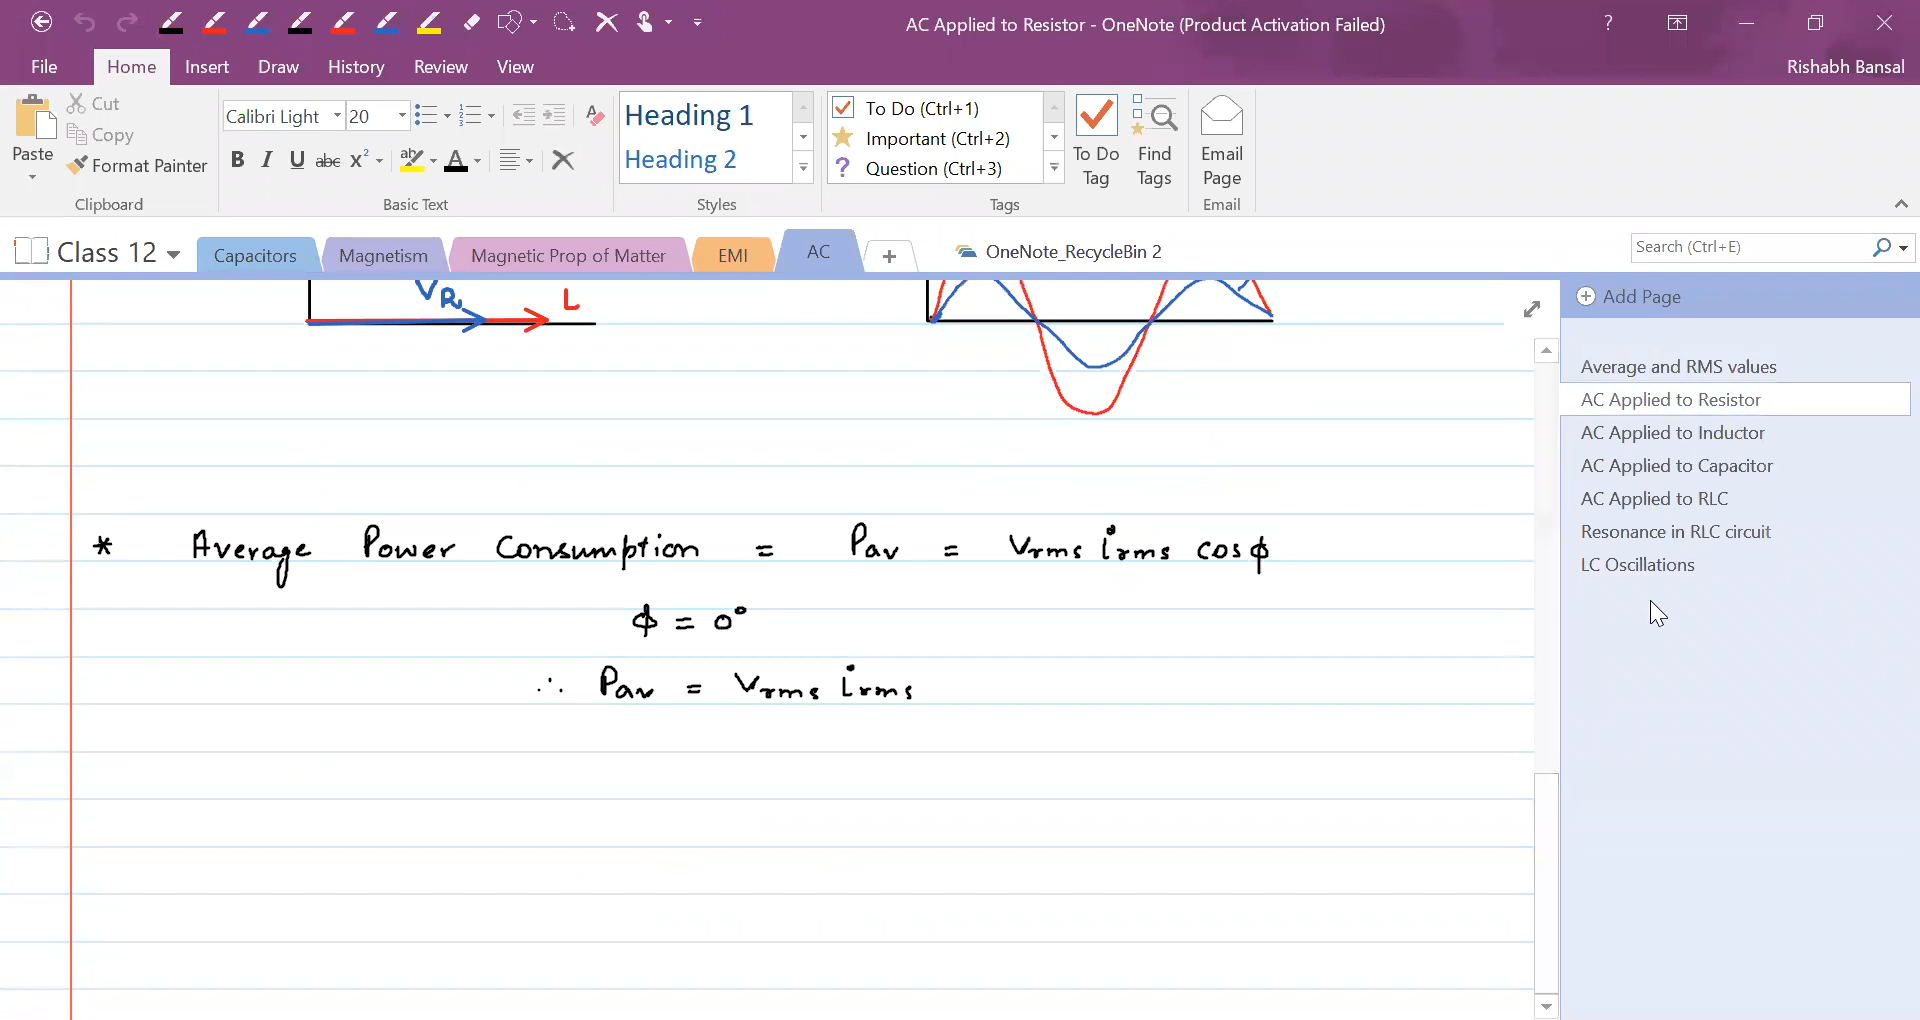 AC Applied to Resistor - OneNote (Product Activation Failed)
?
File Home Insert Draw History Review View
Rishabh Bansal
Paste
Cut
Copy
Format Painter
Clipboard
Calibri Light 20
B I U abc X² ab A
Basic Text
Heading 1
Heading 2
Styles
To Do (Ctrl+1)
Important (Ctrl+2)
? Question (Ctrl+3)
Tags
To Do Tag
Find Tags
Email Page
Email
Class 12
Capacitors
Magnetism
Magnetic Prop of Matter
EMI
AC
+
OneNote_RecycleBin 2
Search (Ctrl+E)
Add Page
Average and RMS values
AC Applied to Resistor
AC Applied to Inductor
AC Applied to Capacitor
AC Applied to RLC
Resonance in RLC circuit
LC Oscillations
V_R
* Average Power Consumption = Pav = Vrms irms cosϕ
ϕ = 0°
∴ Pav = Vrms irms